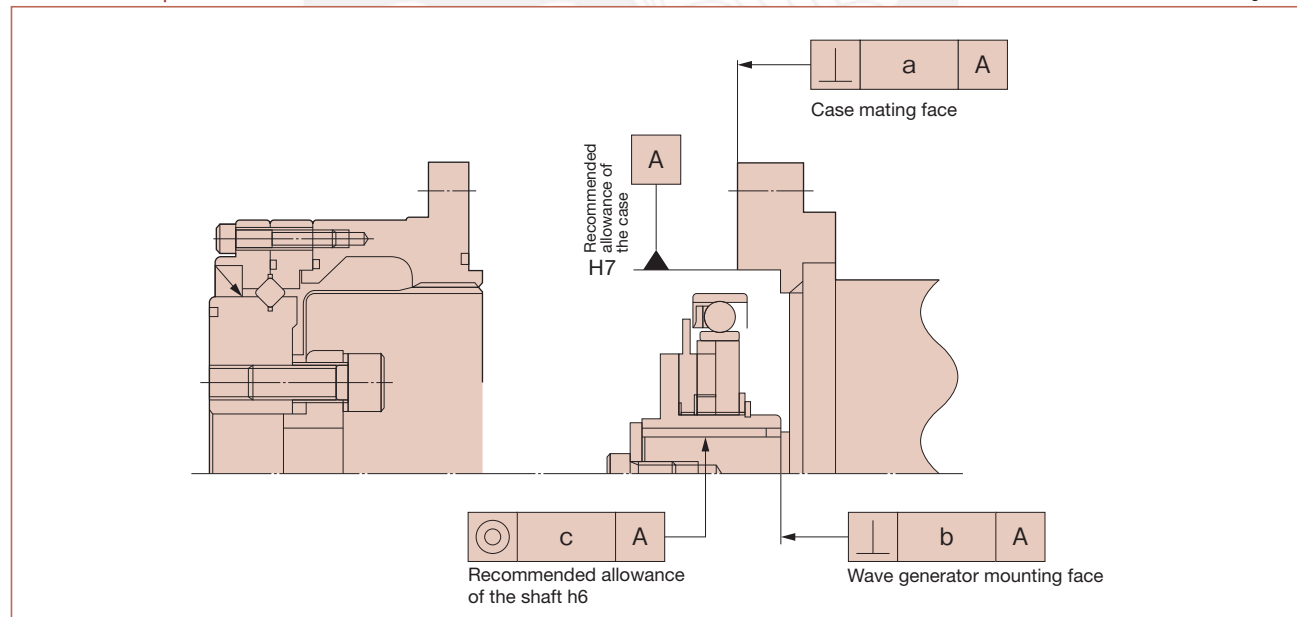 a
A
Case mating face
A
Recommended
allowance of
the case
H7
c
A
Recommended allowance
of the shaft h6
b
A
Wave generator mounting face